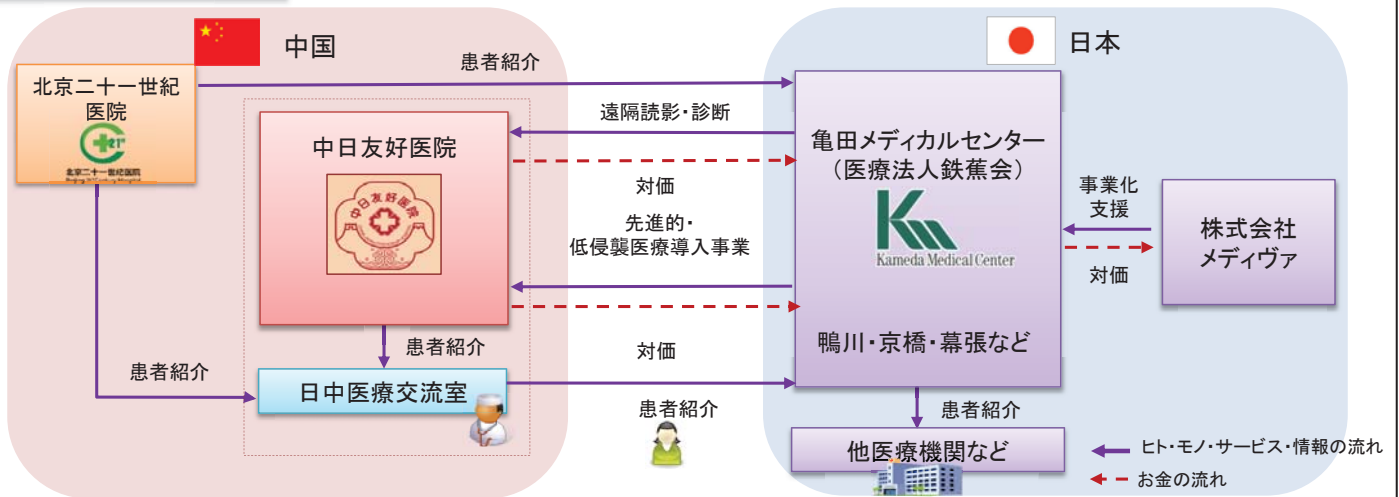 中国
日本
北京二十一世紀
医院
21st
北京二十一世紀医院
患者紹介
中日友好医院
中日友好医院
遠隔読影・診断
対価
先進的・
低侵襲医療導入事業
対価
亀田メディカルセンター
（医療法人鉄蕉会）
Kameda Medical Center
鴨川・京橋・幕張など
事業化
支援
対価
株式会社
メディヴァ
患者紹介
患者紹介
日中医療交流室
患者紹介
患者紹介
他医療機関など
ヒト・モノ・サービス・情報の流れ
お金の流れ